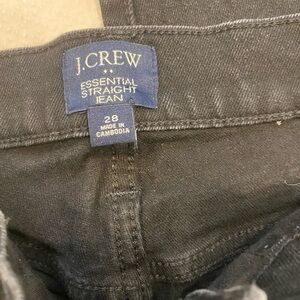 J.CREW
ESSENTIAL
STRAIGHT
JEAN
28
MADE IN
CAMBODIA